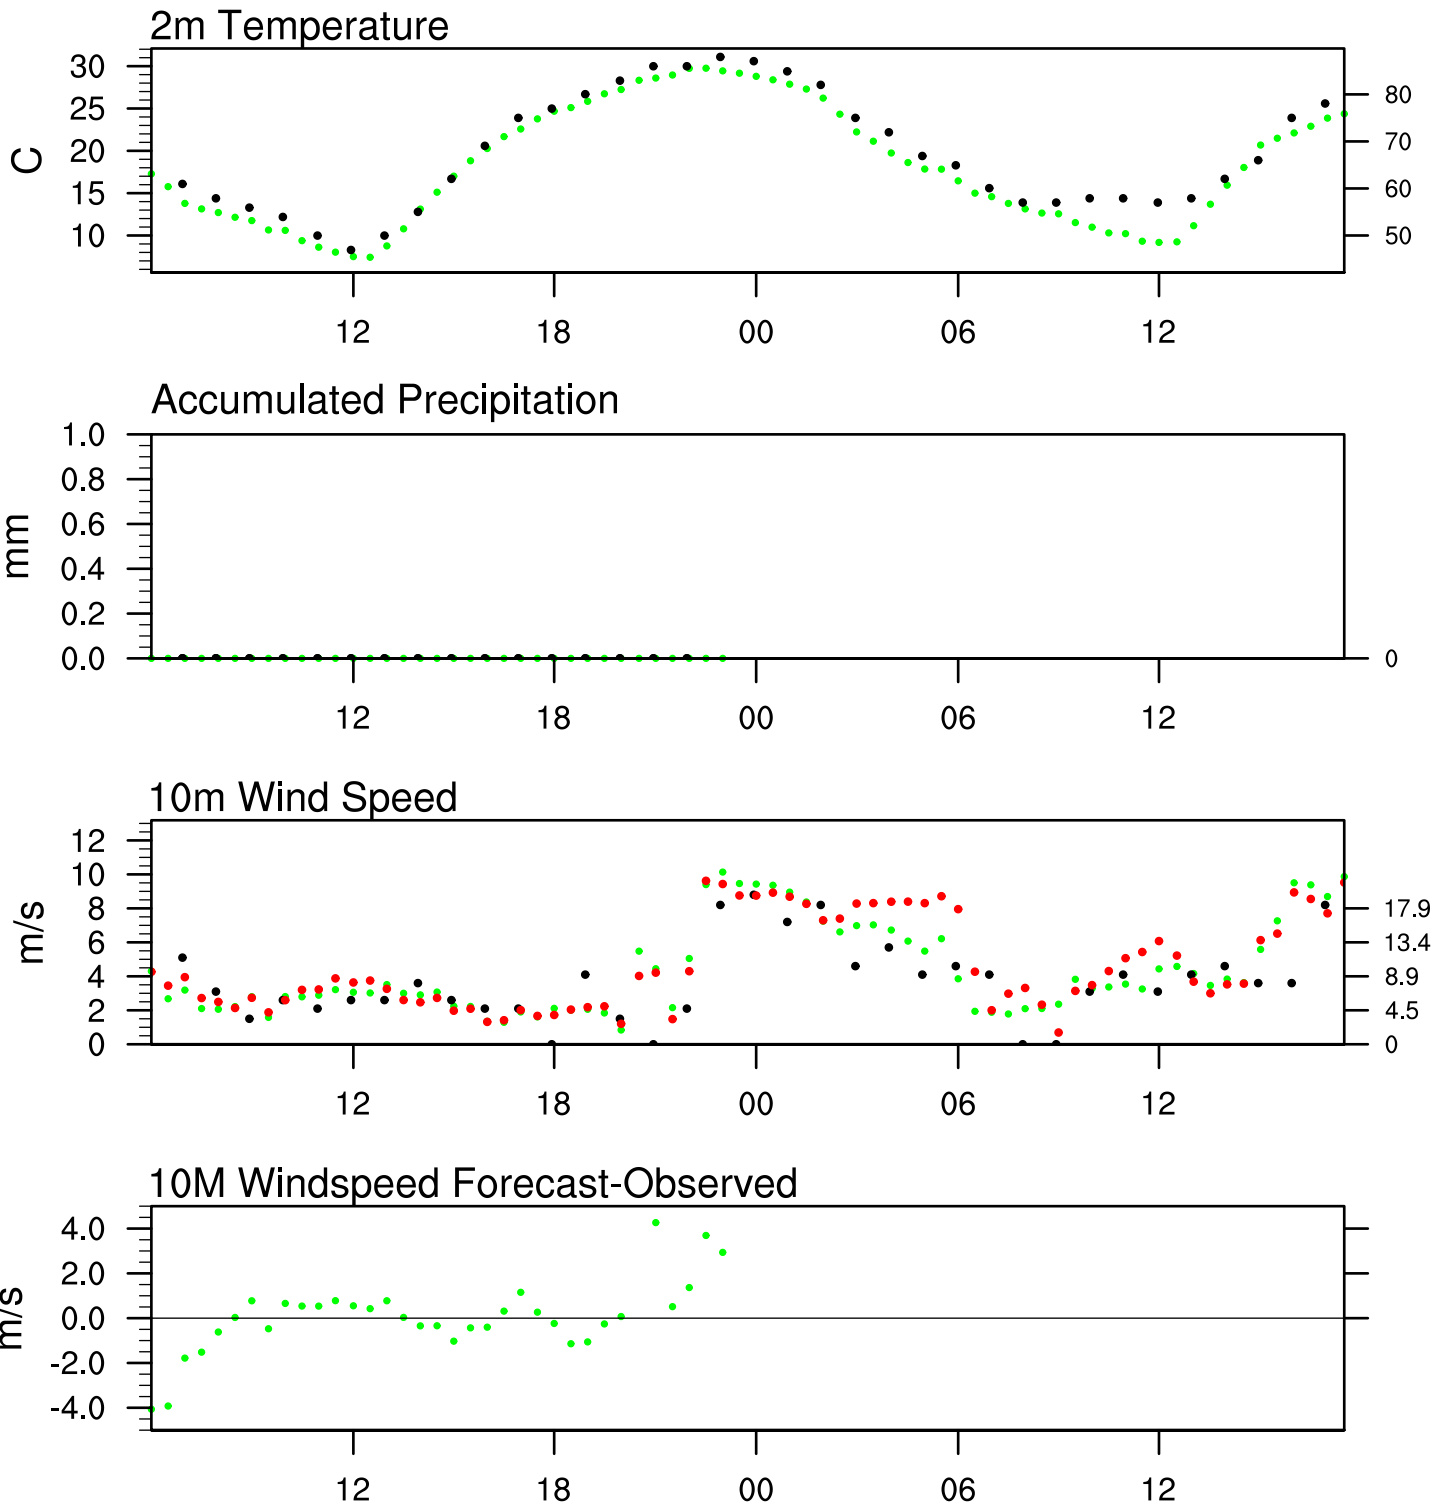 2m Temperature
30
25
20
15
10
C
80
70
60
50
12 18 00 06 12
Accumulated Precipitation
1.0
0.8
0.6
0.4
0.2
0.0
mm
0
12 18 00 06 12
10m Wind Speed
12
10
8
6
4
2
0
m/s
17.9
13.4
8.9
4.5
0
12 18 00 06 12
10M Windspeed Forecast-Observed
4.0
2.0
0.0
-2.0
-4.0
m/s
12 18 00 06 12